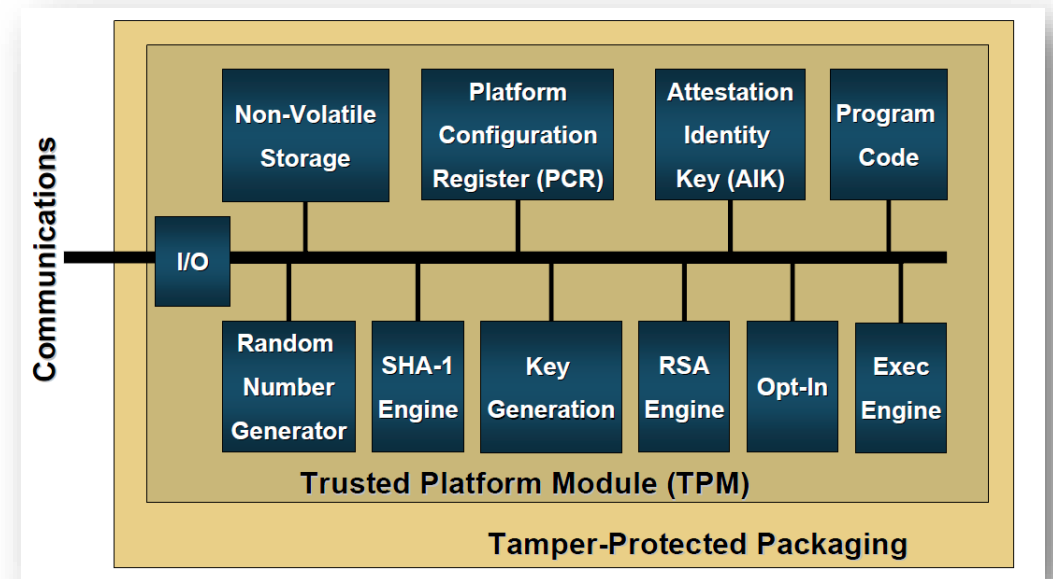 Communications
Non-Volatile
Storage
Platform
Configuration
Register (PCR)
Attestation
Identity
Key (AIK)
Program
Code
I/O
Random
Number
Generator
SHA-1
Engine
Key
Generation
RSA
Engine
Opt-In
Exec
Engine
Trusted Platform Module (TPM)
Tamper-Protected Packaging